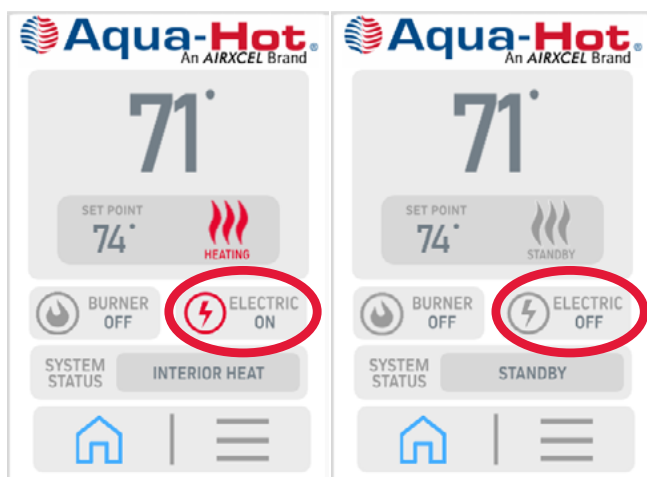 Aqua-Hot®
An AIRXCEL Brand
71°
SET POINT
74°
HEATING
BURNER
OFF
ELECTRIC
ON
SYSTEM
STATUS
INTERIOR HEAT
Aqua-Hot®
An AIRXCEL Brand
71°
SET POINT
74°
STANDBY
BURNER
OFF
ELECTRIC
OFF
SYSTEM
STATUS
STANDBY